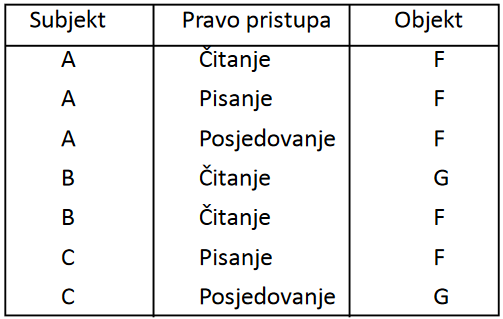 Subjekt Pravo pristupa Objekt
A Čitanje F
A Pisanje F
A Posjedovanje F
B Čitanje G
B Čitanje F
C Pisanje F
C Posjedovanje G